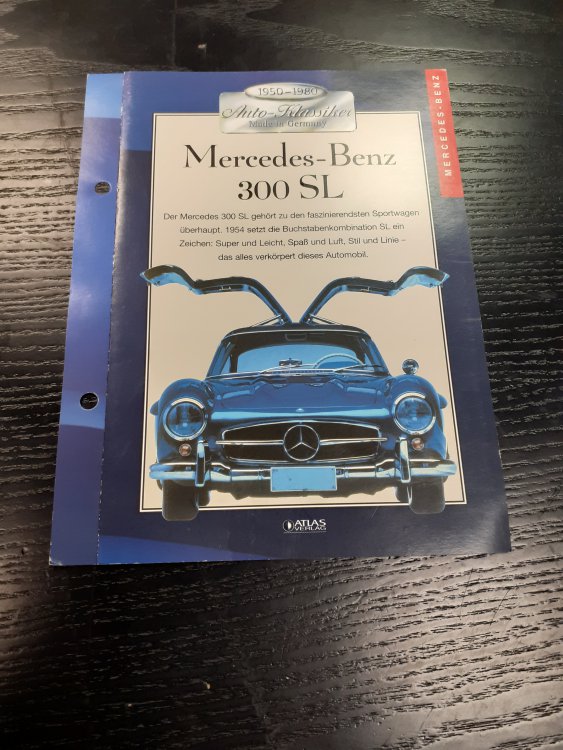 1950-1980
Auto-Klassiker
Made in Germany
MERCEDES-BENZ
Mercedes-Benz
300 SL
Der Mercedes 300 SL gehört zu den faszinierendsten Sportwagen
überhaupt. 1954 setzt die Buchstabenkombination SL ein
Zeichen: Super und Leicht, Spaß und Luft, Stil und Linie –
das alles verkörpert dieses Automobil.
ATLAS
VERLAG